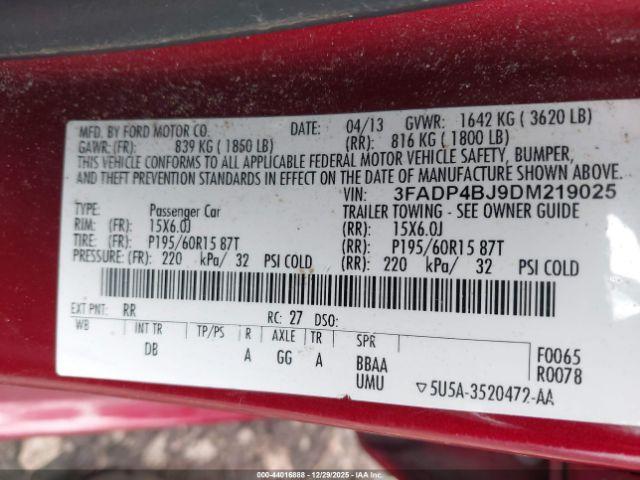 MFD. BY FORD MOTOR CO. DATE: 04/13 GVWR: 1642 KG ( 3620 LB)
GAWR: (FR): 839 KG ( 1850 LB) (RR): 816 KG ( 1800 LB)
THIS VEHICLE CONFORMS TO ALL APPLICABLE FEDERAL MOTOR VEHICLE SAFETY, BUMPER,
AND THEFT PREVENTION STANDARDS IN EFFECT ON THE DATE OF MANUFACTURE SHOWN ABOVE.
VIN: 3FADP4BJ9DM219025
TYPE: Passenger Car TRAILER TOWING - SEE OWNER GUIDE
RIM: (FR): 15X6.0J (RR): 15X6.0J
TIRE: (FR): P195/60R15 87T (RR): P195/60R15 87T
PRESSURE: (FR): 220 kPa/ 32 PSI COLD (RR): 220 kPa/ 32 PSI COLD
EXT PNT: RR RC: 27 DSO:
WB INT TR TP/PS R AXLE TR SPR
DB A GG A BBAA
UMU
F0065
R0078
▽5U5A-3520472-AA
000-44016888 • 12/29/2025 • IAAI.COM